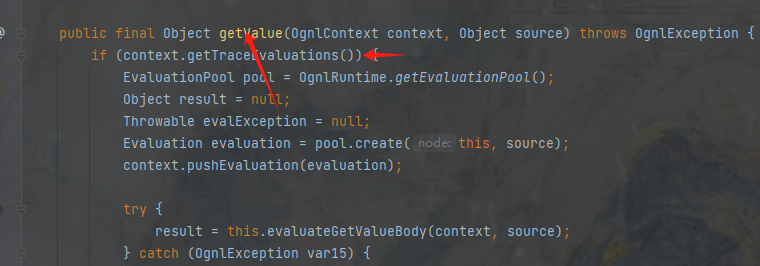 public final Object getValue(OgnlContext context, Object source) throws OgnlException {
if (context.getTraceEvaluations()) {
EvaluationPool pool = OgnlRuntime.getEvaluationPool();
Object result = null;
Throwable evalException = null;
Evaluation evaluation = pool.create( node: this, source);
context.pushEvaluation(evaluation);
try {
result = this.evaluateGetValueBody(context, source);
} catch (OgnlException var15) {